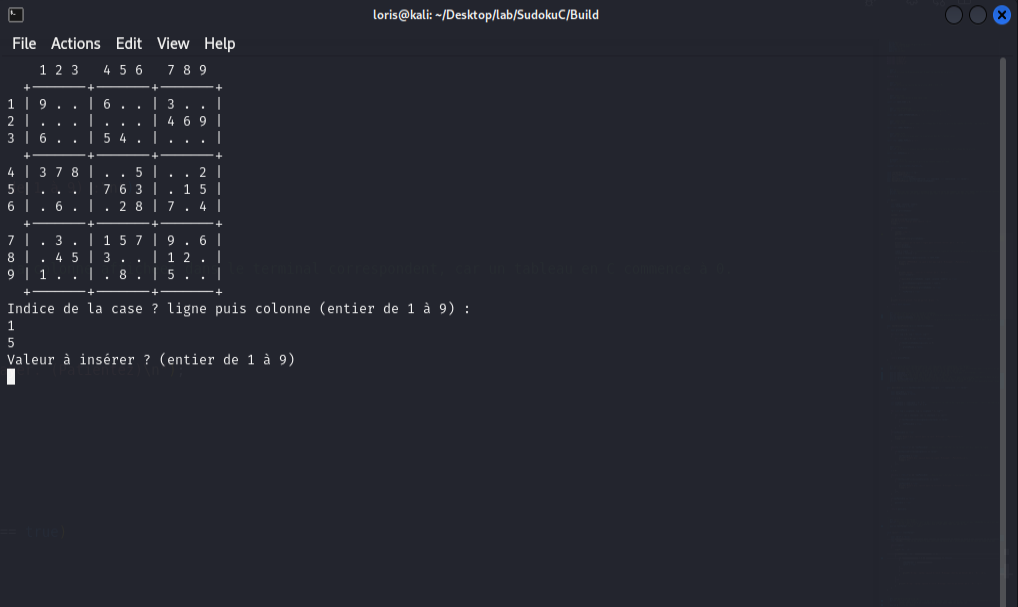 loris@kali: ~/Desktop/lab/SudokuC/Build
File Actions Edit View Help
1 2 3 4 5 6 7 8 9
+-------+-------+-------+
1 | 9 . . | 6 . . | 3 . . |
2 | . . . | . . . | 4 6 9 |
3 | 6 . . | 5 4 . | . . . |
+-------+-------+-------+
4 | 3 7 8 | . . 5 | . . 2 |
5 | . . . | 7 6 3 | . 1 5 |
6 | . 6 . | . 2 8 | 7 . 4 |
+-------+-------+-------+
7 | . 3 . | 1 5 7 | 9 . 6 |
8 | . 4 5 | 3 . . | 1 2 . |
9 | 1 . . | . 8 . | 5 . . |
+-------+-------+-------+
Indice de la case ? ligne puis colonne (entier de 1 à 9) :
1
5
Valeur à insérer ? (entier de 1 à 9)